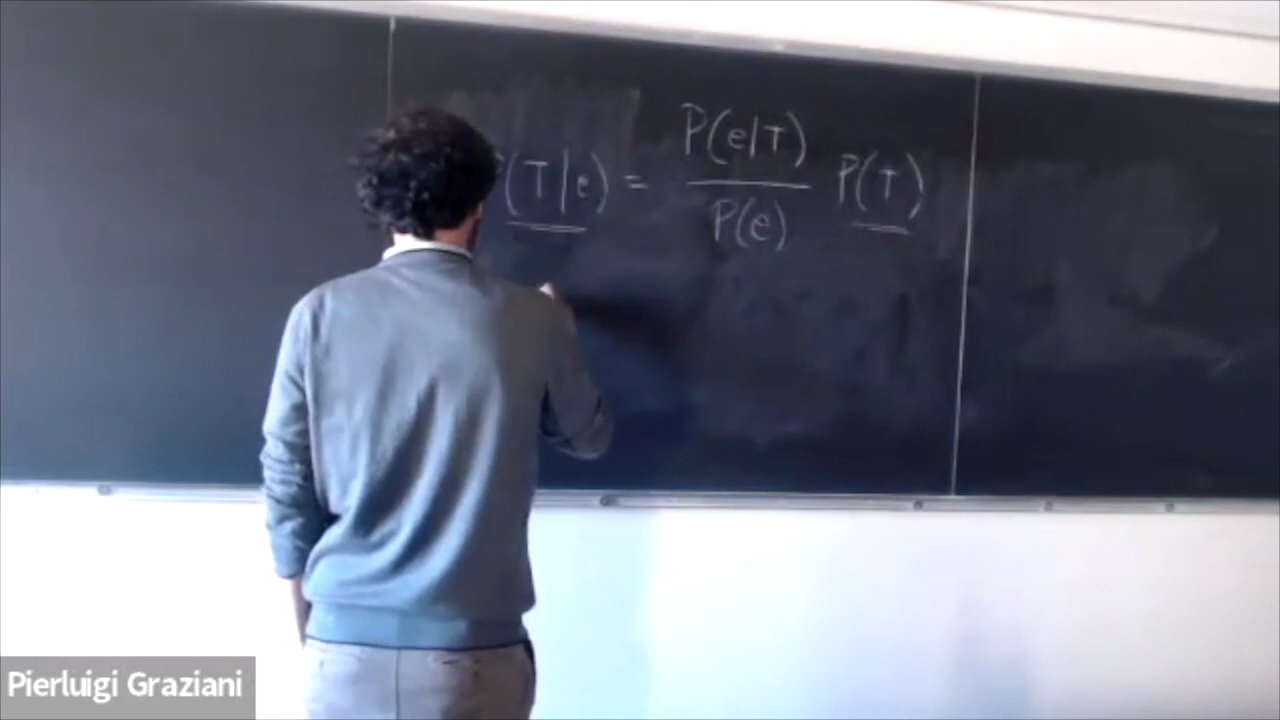 (T|e) = P(e|T) / P(e) P(T)
Pierluigi Graziani